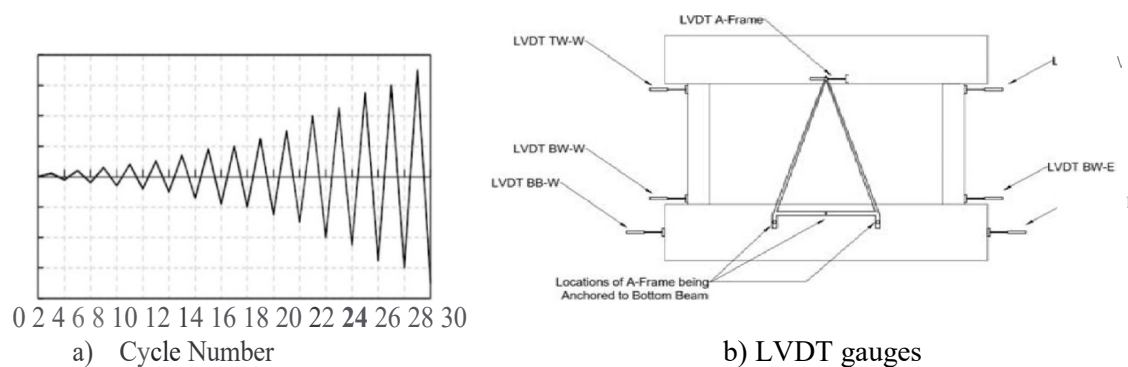 LVDT A-Frame
LVDT TW-W
LVDT BW-W
LVDT BW-E
LVDT BB-W
Locations of A-Frame being
Anchored to Bottom Beam
0 2 4 6 8 10 12 14 16 18 20 22 24 26 28 30
a) Cycle Number
b) LVDT gauges